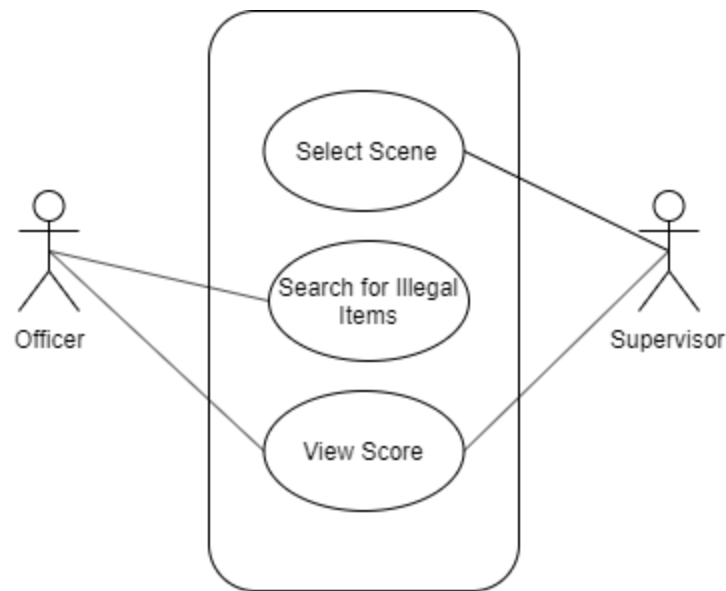 Select Scene
Search for Illegal
Items
Officer
Supervisor
View Score